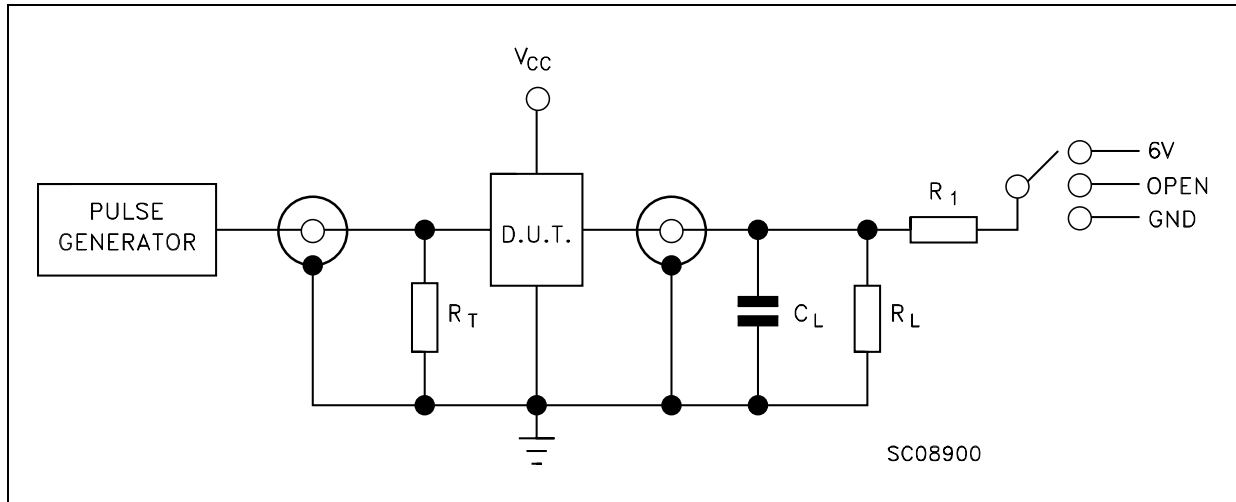 VCC
PULSE
GENERATOR
D.U.T.
RT
CL
RL
R1
6V
OPEN
GND
SC08900